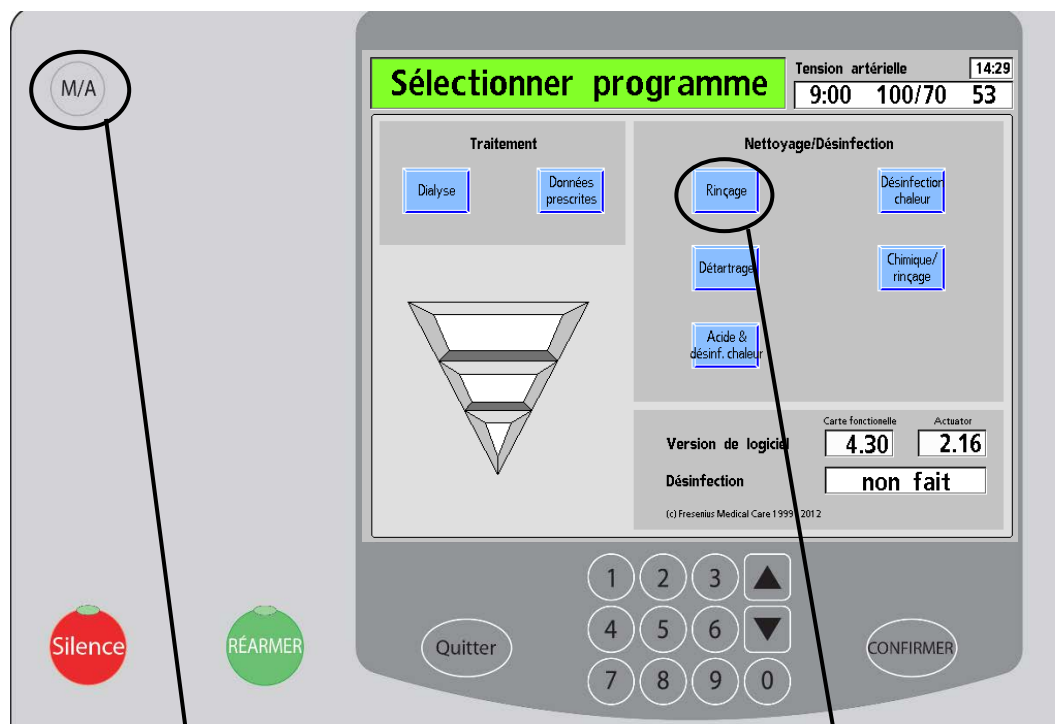 M/A
Sélectionner programme
Tension artérielle
14:29
9:00 100/70 53
Traitement
Dialyse
Données
prescrites
Nettoyage/Désinfection
Rinçage
Désinfection
chaleur
Détartrage
Chimique/
rinçage
Acide &
désinf. chaleur
Carte fonctionelle
Actuator
Version de logiciel
4.30
2.16
Désinfection
non fait
(c) Fresenius Medical Care 1999 2012
Silence
RÉARMER
Quitter
1 2 3
4 5 6
7 8 9 0
CONFIRMER